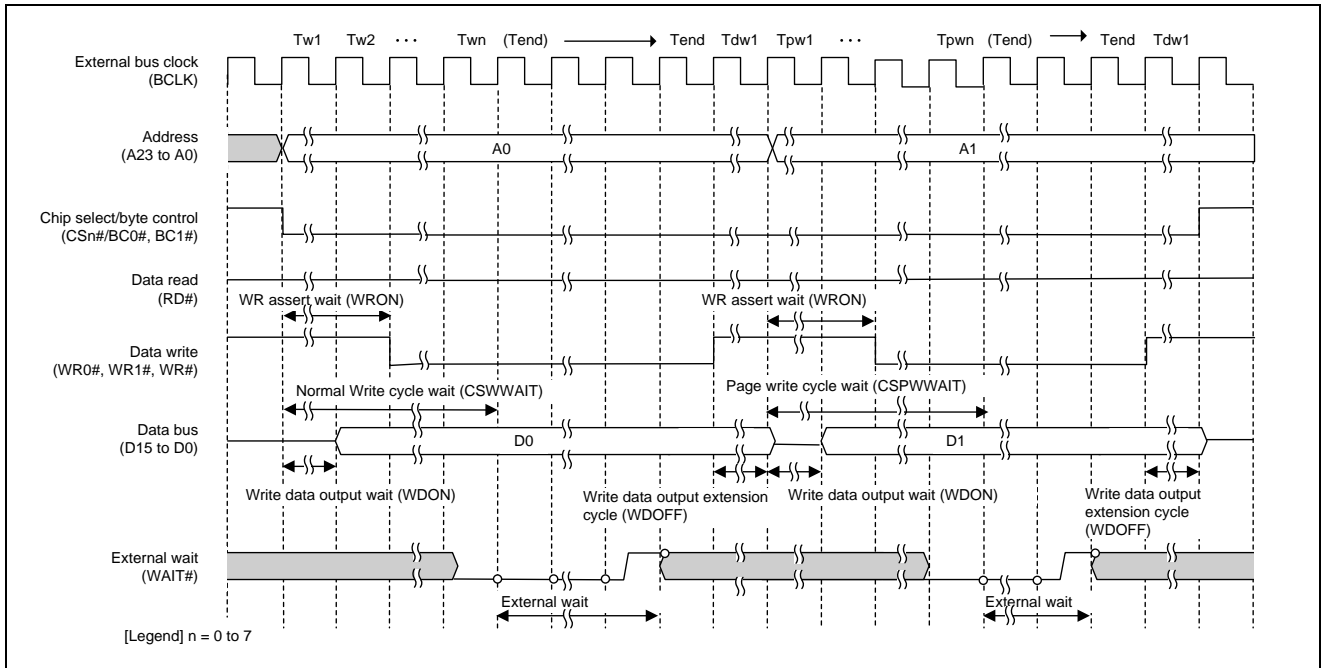 Tw1 Tw2 ··· Twn (Tend) Tend Tdw1 Tpw1 ··· Tpwn (Tend) Tend Tdw1
External bus clock
(BCLK)
Address
(A23 to A0)
A0
A1
Chip select/byte control
(CSn#/BC0#, BC1#)
Data read
(RD#)
WR assert wait (WRON)
WR assert wait (WRON)
Data write
(WR0#, WR1#, WR#)
Normal Write cycle wait (CSWWAIT)
Page write cycle wait (CSPWWAIT)
Data bus
(D15 to D0)
D0
D1
Write data output wait (WDON)
Write data output extension
cycle (WDOFF)
Write data output wait (WDON)
Write data output
extension cycle
(WDOFF)
External wait
(WAIT#)
External wait
External wait
[Legend] n = 0 to 7